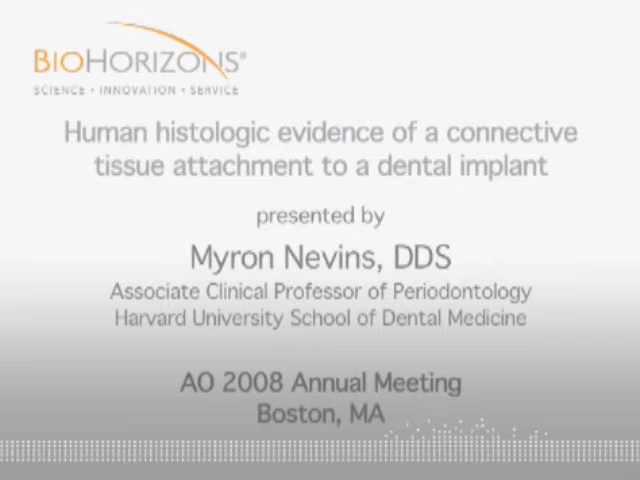 BIOHORIZONS®
SCIENCE • INNOVATION • SERVICE
Human histologic evidence of a connective
tissue attachment to a dental implant
presented by
Myron Nevins, DDS
Associate Clinical Professor of Periodontology
Harvard University School of Dental Medicine
AO 2008 Annual Meeting
Boston, MA